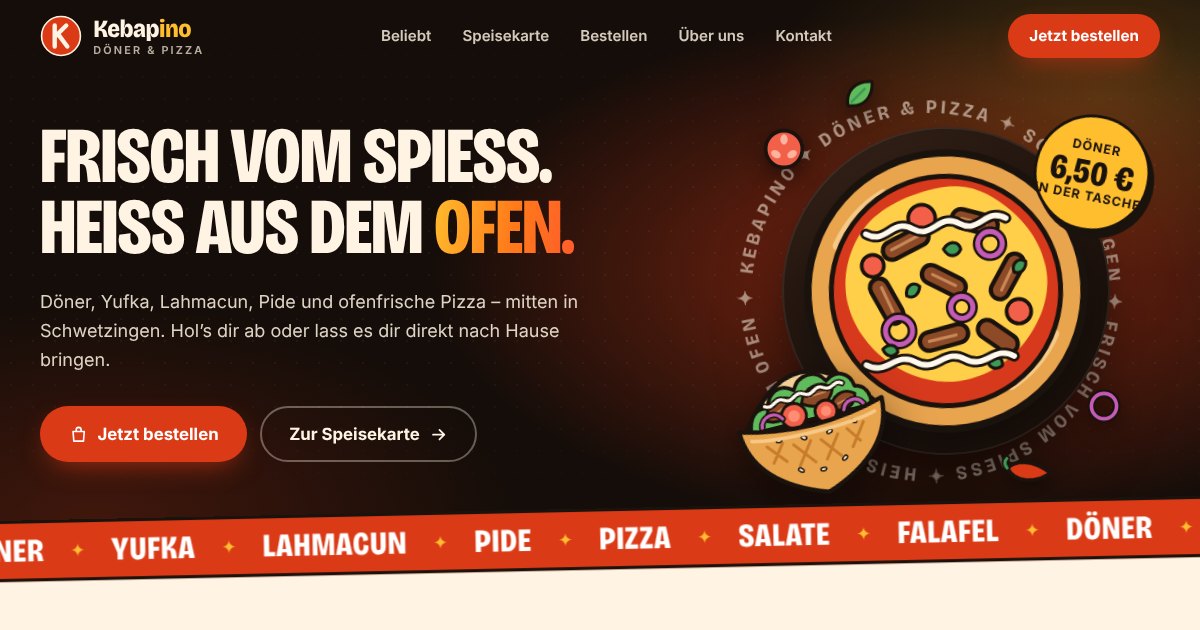 K
Kebapino
DÖNER & PIZZA
Beliebt
Speisekarte
Bestellen
Über uns
Kontakt
Jetzt bestellen
FRISCH VOM SPIESS.
HEISS AUS DEM OFEN.
Döner, Yufka, Lahmacun, Pide und ofenfrische Pizza – mitten in
Schwetzingen. Hol's dir ab oder lass es dir direkt nach Hause
bringen.
Jetzt bestellen
Zur Speisekarte →
KEBAPINO ✦ DÖNER & PIZZA ✦
GEN ✦ FRISCH VOM SPIESS ✦ HEISS
OFEN ✦
DÖNER
6,50 €
N DER TASCHE
NER ✦ YUFKA ✦ LAHMACUN ✦ PIDE ✦ PIZZA ✦ SALATE ✦ FALAFEL ✦ DÖNER ✦